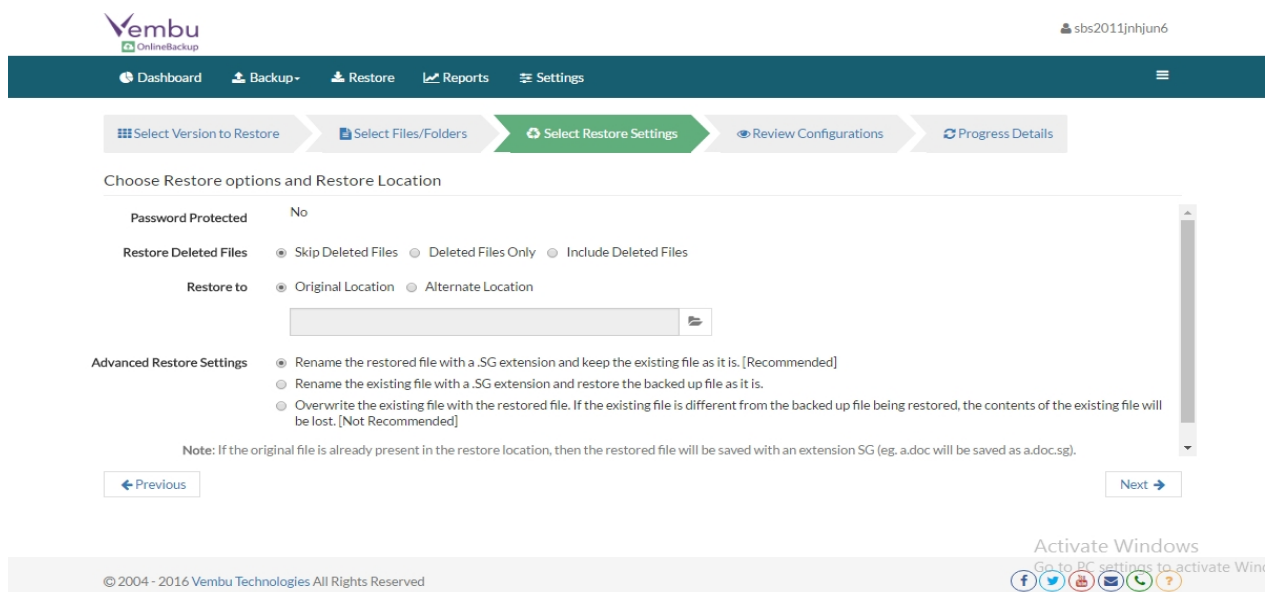 Vembu
OnlineBackup
sbs2011jnhjun6
Dashboard Backup Restore Reports Settings
Select Version to Restore Select Files/Folders Select Restore Settings Review Configurations Progress Details
Choose Restore options and Restore Location
Password Protected No
Restore Deleted Files Skip Deleted Files Deleted Files Only Include Deleted Files
Restore to Original Location Alternate Location
Advanced Restore Settings Rename the restored file with a .SG extension and keep the existing file as it is. [Recommended]
Rename the existing file with a .SG extension and restore the backed up file as it is.
Overwrite the existing file with the restored file. If the existing file is different from the backed up file being restored, the contents of the existing file will
be lost. [Not Recommended]
Note: If the original file is already present in the restore location, then the restored file will be saved with an extension SG (eg. a.doc will be saved as a.doc.sg).
Previous Next
Activate Windows
Go to PC settings to activate Wind
© 2004 - 2016 Vembu Technologies All Rights Reserved